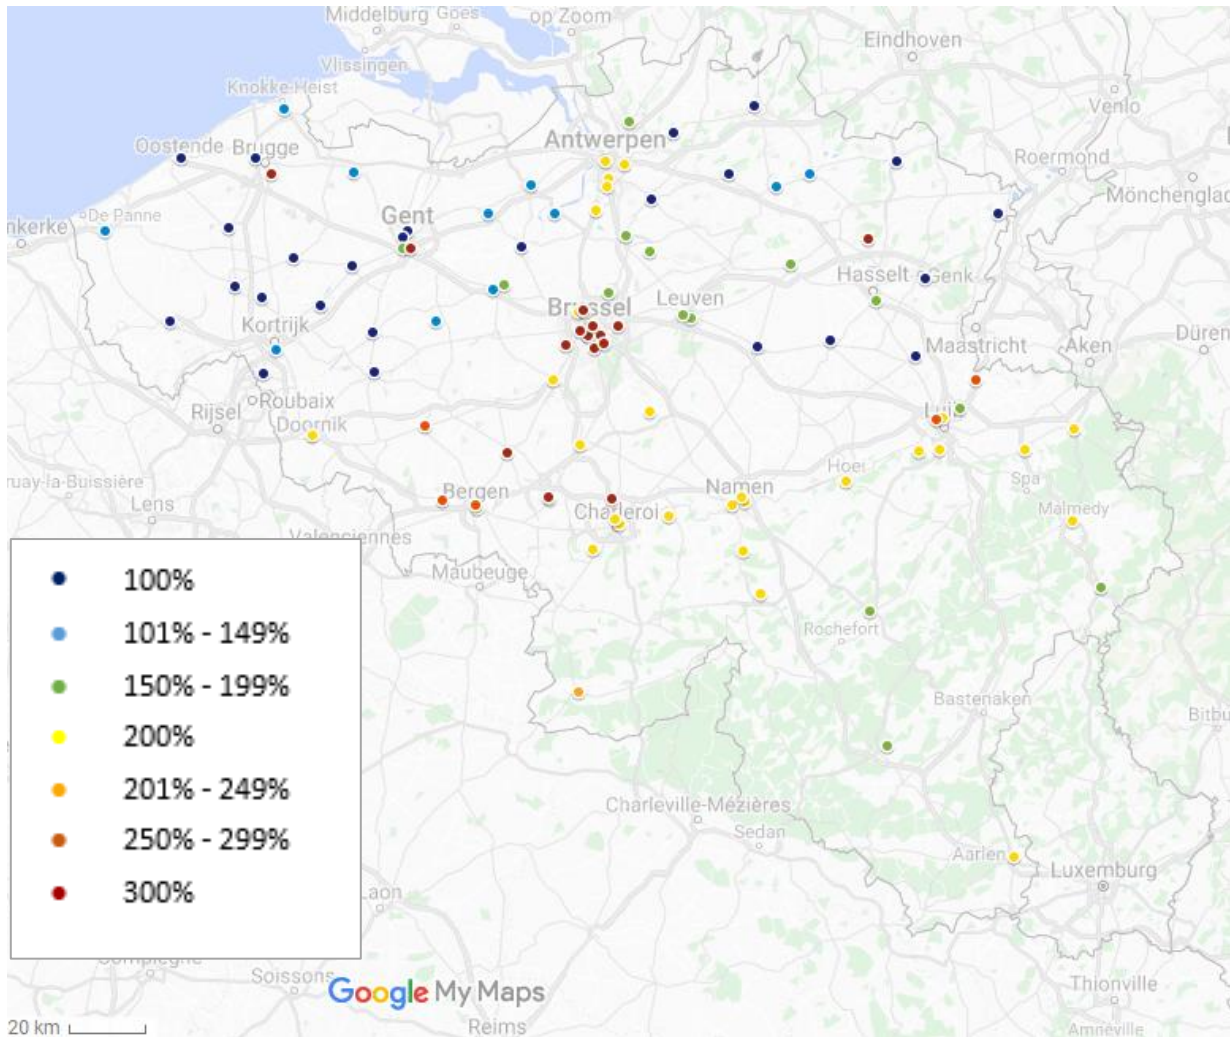 Middelburg Goes
op Zoom
Eindhoven
Vlissingen
Knokke-Heist
Venlo
Antwerpen
Oostende Brugge
Roermond
Mönchenglad
De Panne
nkerke
Gent
Hasselt Genk
Brussel
Leuven
Kortrijk
Maastricht
Aken
Düren
Rijsel
Roubaix
Doornik
Luik
Hoei
Spa
ruay-la-Buissière
Lens
Bergen
Namen
Charleroi
Malmedy
Valenciennes
Maubeuge
Rochefort
Bastenaken
Bitbu
Charleville-Mézières
Sedan
Aarlen
Luxemburg
Laon
Compiègne
Soissons
Thionville
Reims
Amnéville
100%
101% - 149%
150% - 199%
200%
201% - 249%
250% - 299%
300%
Google My Maps
20 km